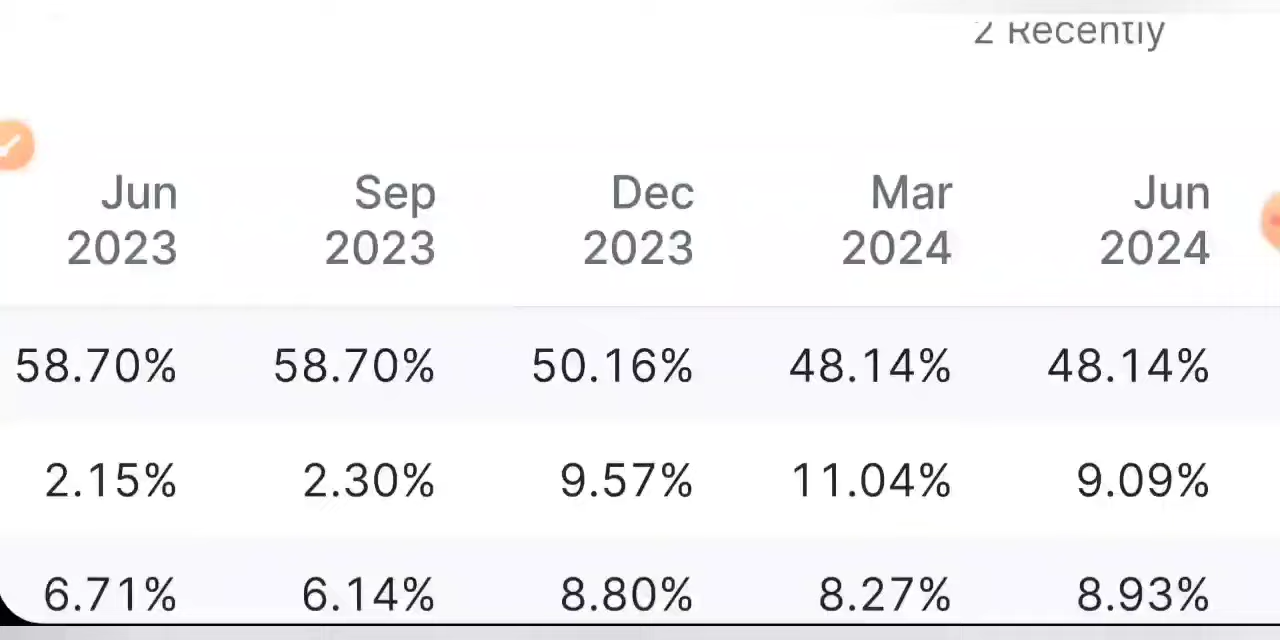 2 Recently
Jun Sep Dec Mar Jun
2023 2023 2023 2024 2024
58.70% 58.70% 50.16% 48.14% 48.14%
2.15% 2.30% 9.57% 11.04% 9.09%
6.71% 6.14% 8.80% 8.27% 8.93%